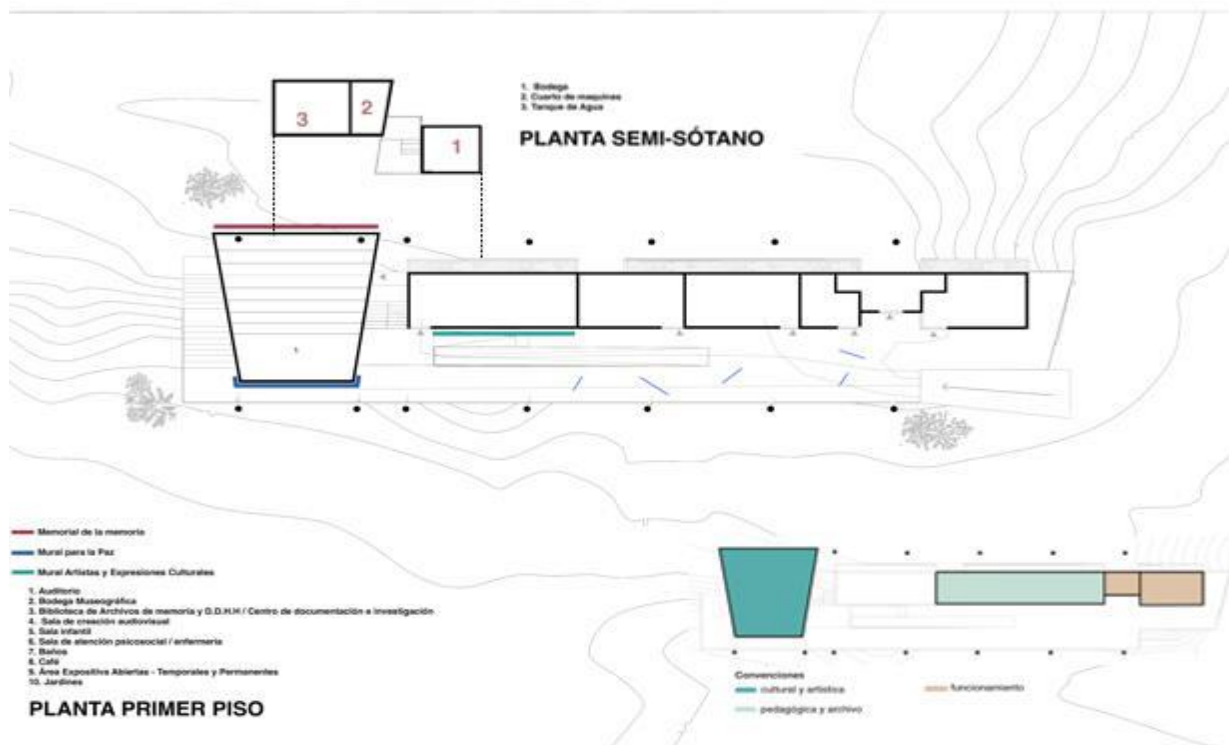 1. Bodega
2. Cuarto de maquinas
3. Tanque de Agua
PLANTA SEMI-SÓTANO
3
2
1
1
Memorial de la memoria
Mural para la Paz
Mural Artistas y Expresiones Culturales
1. Auditorio
2. Bodega Museográfica
3. Biblioteca de Archivos de memoria y D.D.H.H / Centro de documentación e investigación
4. Sala de creación audiovisual
5. Sala infantil
6. Sala de atención psicosocial / enfermería
7. Baños
8. Café
9. Área Expositiva Abiertas - Temporales y Permanentes
10. Jardines
PLANTA PRIMER PISO
Convenciones
cultural y artística
pedagógica y archivo
funcionamiento